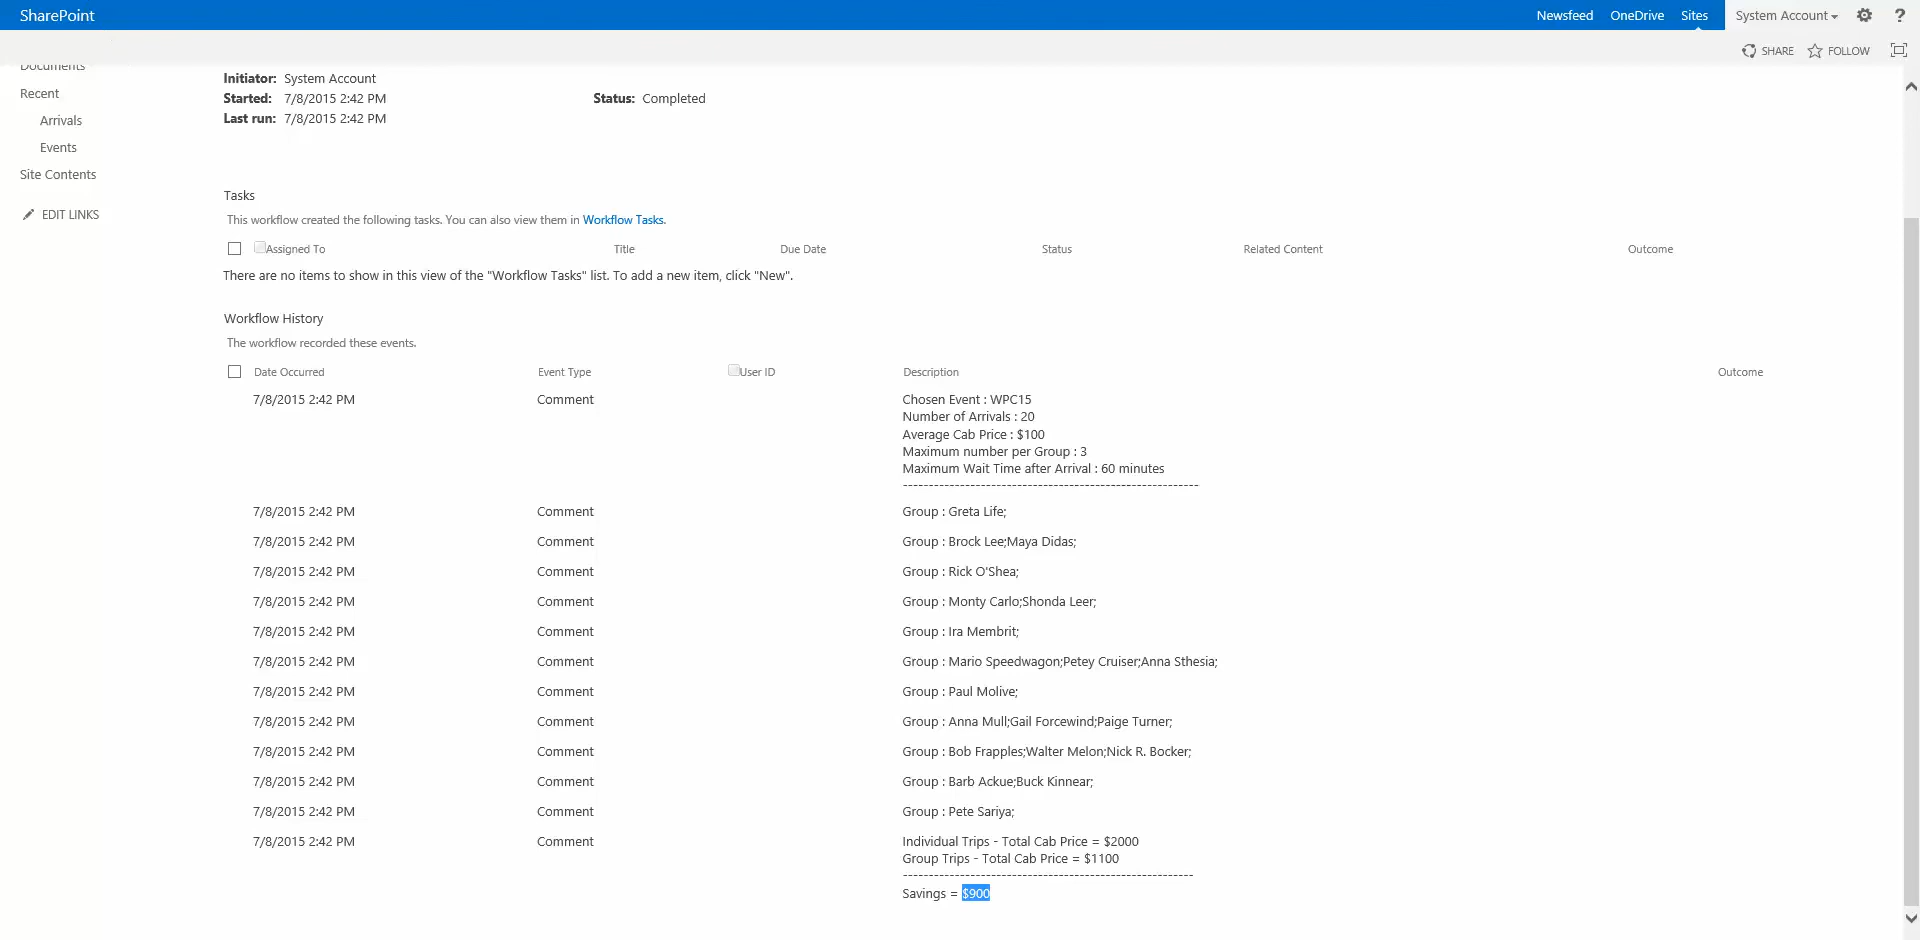 SharePoint
Newsfeed OneDrive Sites System Account ?
SHARE FOLLOW
Documents
Recent
Arrivals
Events
Site Contents
EDIT LINKS
Initiator: System Account
Started: 7/8/2015 2:42 PM Status: Completed
Last run: 7/8/2015 2:42 PM
Tasks
This workflow created the following tasks. You can also view them in Workflow Tasks.
Assigned To Title Due Date Status Related Content Outcome
There are no items to show in this view of the "Workflow Tasks" list. To add a new item, click "New".
Workflow History
The workflow recorded these events.
Date Occurred Event Type User ID Description Outcome
7/8/2015 2:42 PM Comment Chosen Event : WPC15
Number of Arrivals : 20
Average Cab Price : $100
Maximum number per Group : 3
Maximum Wait Time after Arrival : 60 minutes
---------------------------------------------------------
7/8/2015 2:42 PM Comment Group : Greta Life;
7/8/2015 2:42 PM Comment Group : Brock Lee;Maya Didas;
7/8/2015 2:42 PM Comment Group : Rick O'Shea;
7/8/2015 2:42 PM Comment Group : Monty Carlo;Shonda Leer;
7/8/2015 2:42 PM Comment Group : Ira Membrit;
7/8/2015 2:42 PM Comment Group : Mario Speedwagon;Petey Cruiser;Anna Sthesia;
7/8/2015 2:42 PM Comment Group : Paul Molive;
7/8/2015 2:42 PM Comment Group : Anna Mull;Gail Forcewind;Paige Turner;
7/8/2015 2:42 PM Comment Group : Bob Frapples;Walter Melon;Nick R. Bocker;
7/8/2015 2:42 PM Comment Group : Barb Ackue;Buck Kinnear;
7/8/2015 2:42 PM Comment Group : Pete Sariya;
7/8/2015 2:42 PM Comment Individual Trips - Total Cab Price = $2000
Group Trips - Total Cab Price = $1100
--------------------------------------------------------
Savings = $900